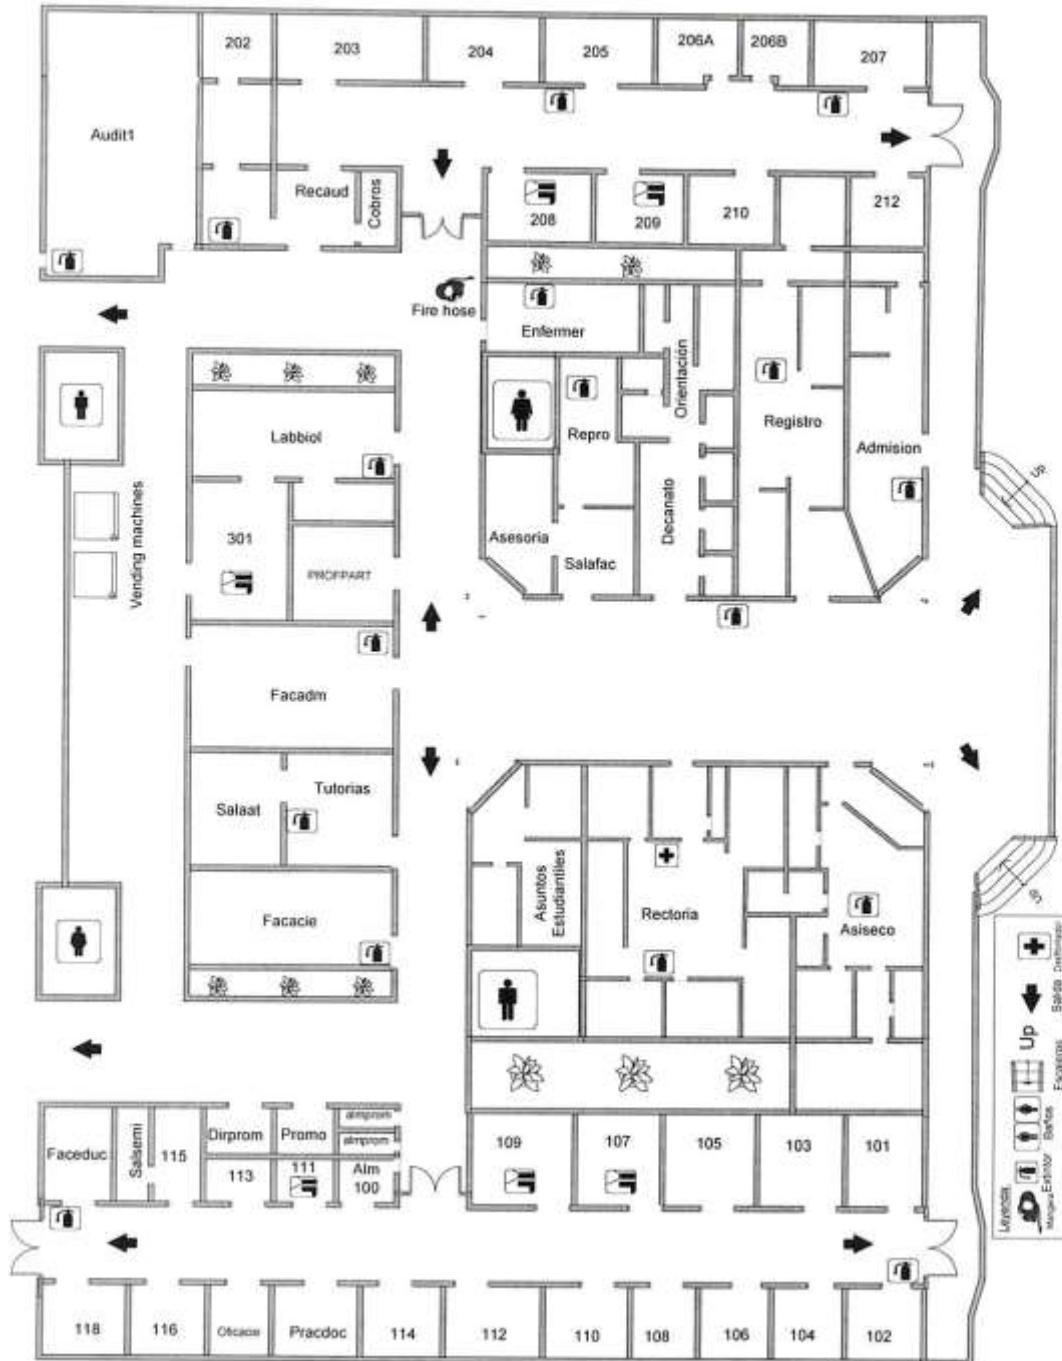 202
203
204
205
206A
206B
207
Audit1
Recaud
Cobros
208
209
210
212
Fire hose
Enfermer
Orientación
Repro
Registro
Admision
Labbiol
Vending machines
301
PROFPART
Asesoria
Salafac
Decanato
UP
Facadm
Salaat
Tutorias
Facacie
Asuntos
Estudiantiles
Rectoria
Asiseco
Faceduc
Salsemi
115
Dirprom
Promo
almprom
almprom
113
111
Alm
100
109
107
105
103
101
118
116
Oficacie
Pracdoc
114
112
110
108
106
104
102
Leyenda
Extintor
Baños
Up
Salida